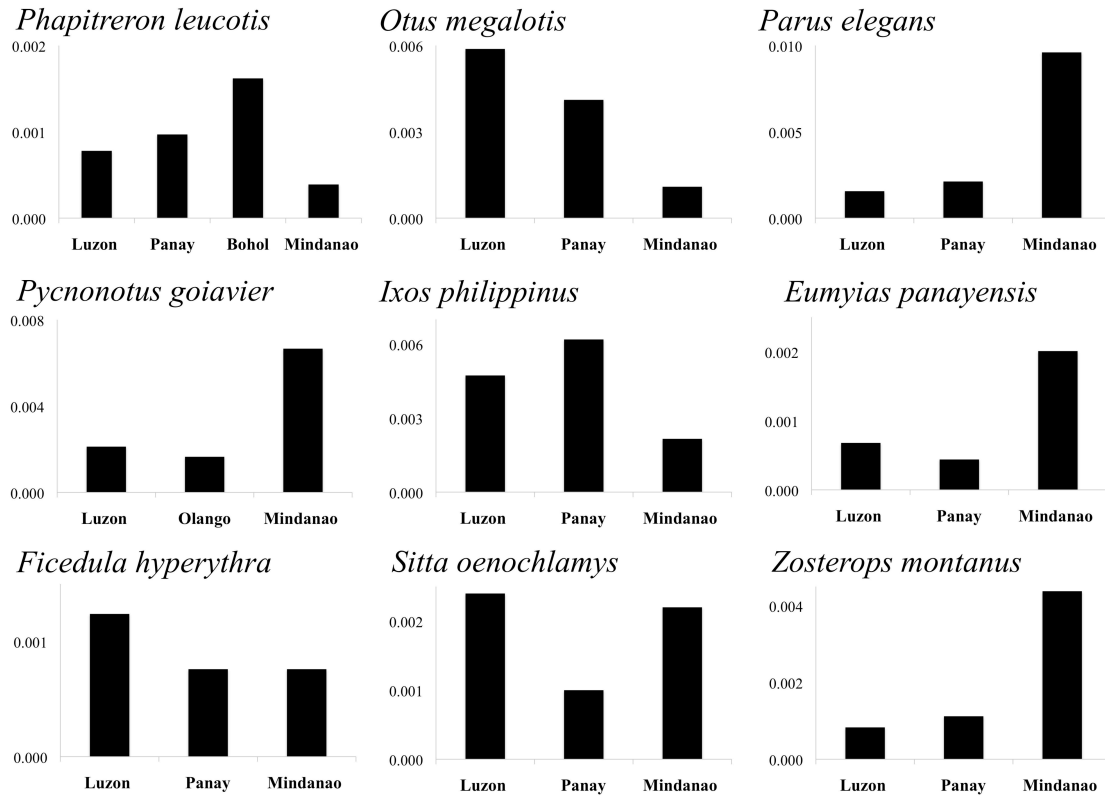 Phapitreron leucotis
0.002
0.001
0.000
Luzon Panay Bohol Mindanao
Otus megalotis
0.006
0.003
0.000
Luzon Panay Mindanao
Parus elegans
0.010
0.005
0.000
Luzon Panay Mindanao
Pycnonotus goiavier
0.008
0.004
0.000
Luzon Olango Mindanao
Ixos philippinus
0.006
0.003
0.000
Luzon Panay Mindanao
Eumyias panayensis
0.002
0.001
0.000
Luzon Panay Mindanao
Ficedula hyperythra
0.001
0.000
Luzon Panay Mindanao
Sitta oenochlamys
0.002
0.001
0.000
Luzon Panay Mindanao
Zosterops montanus
0.004
0.002
0.000
Luzon Panay Mindanao